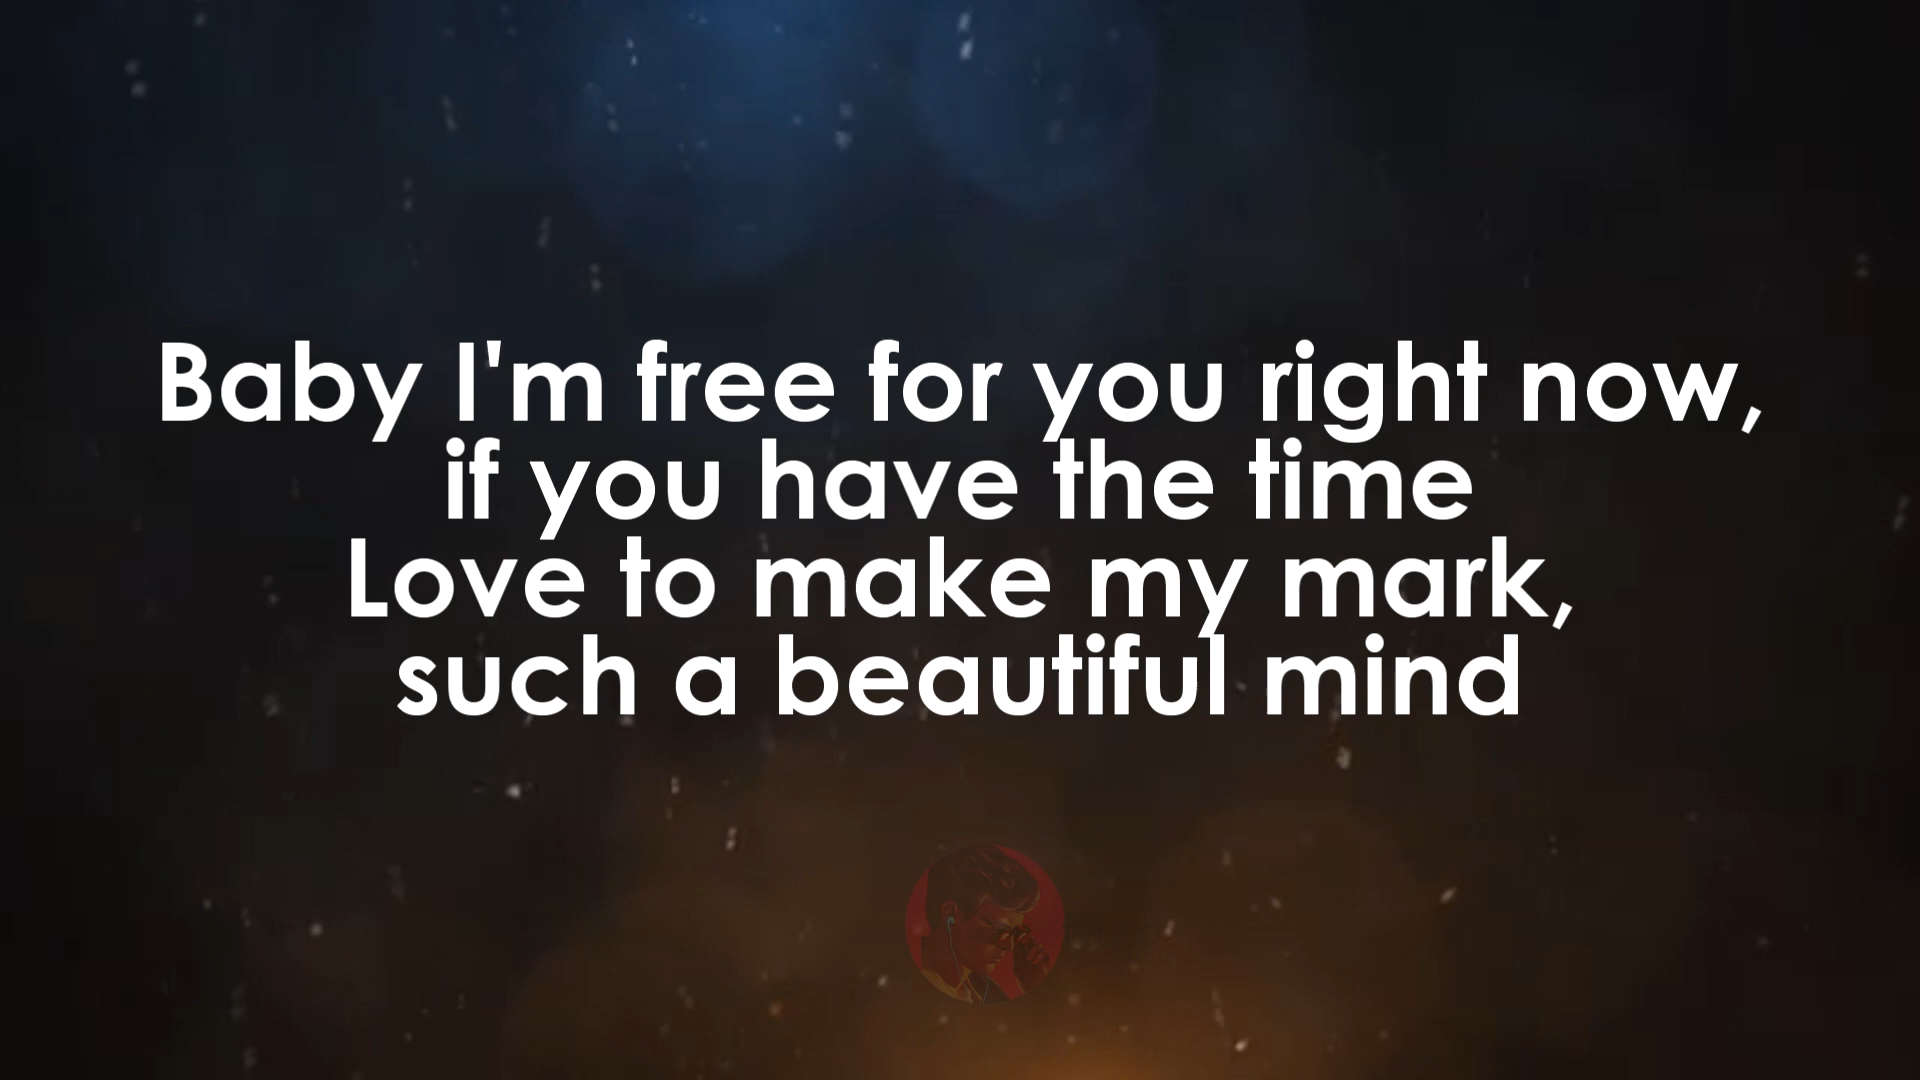 Baby I'm free for you right now,
if you have the time
Love to make my mark,
such a beautiful mind